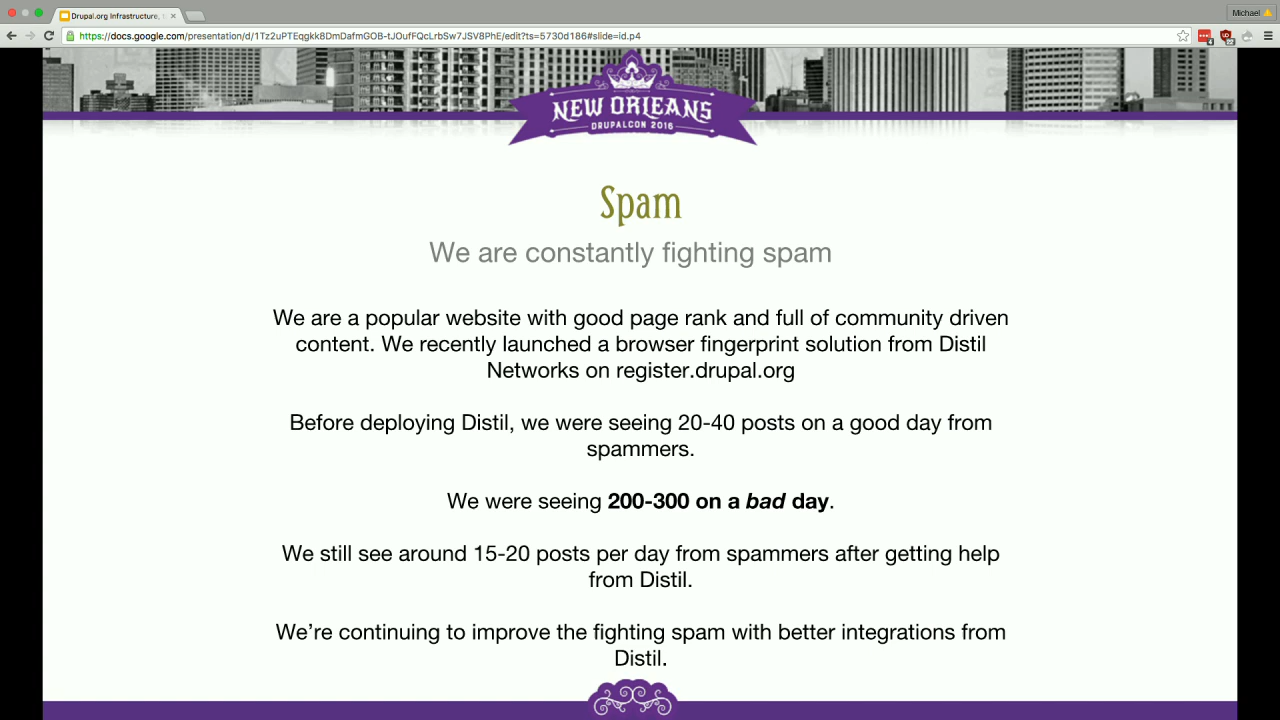 Drupal.org Infrastructure,
Michael
https://docs.google.com/presentation/d/1Tz2uPTEqgkk8DmDafmGOB-tJOufFQcLrbSw7JSV8PhE/edit?ts=5730d186#slide=id.p4
NEW ORLEANS
DRUPALCON 2016
Spam
We are constantly fighting spam
We are a popular website with good page rank and full of community driven
content. We recently launched a browser fingerprint solution from Distil
Networks on register.drupal.org
Before deploying Distil, we were seeing 20-40 posts on a good day from
spammers.
We were seeing 200-300 on a bad day.
We still see around 15-20 posts per day from spammers after getting help
from Distil.
We’re continuing to improve the fighting spam with better integrations from
Distil.